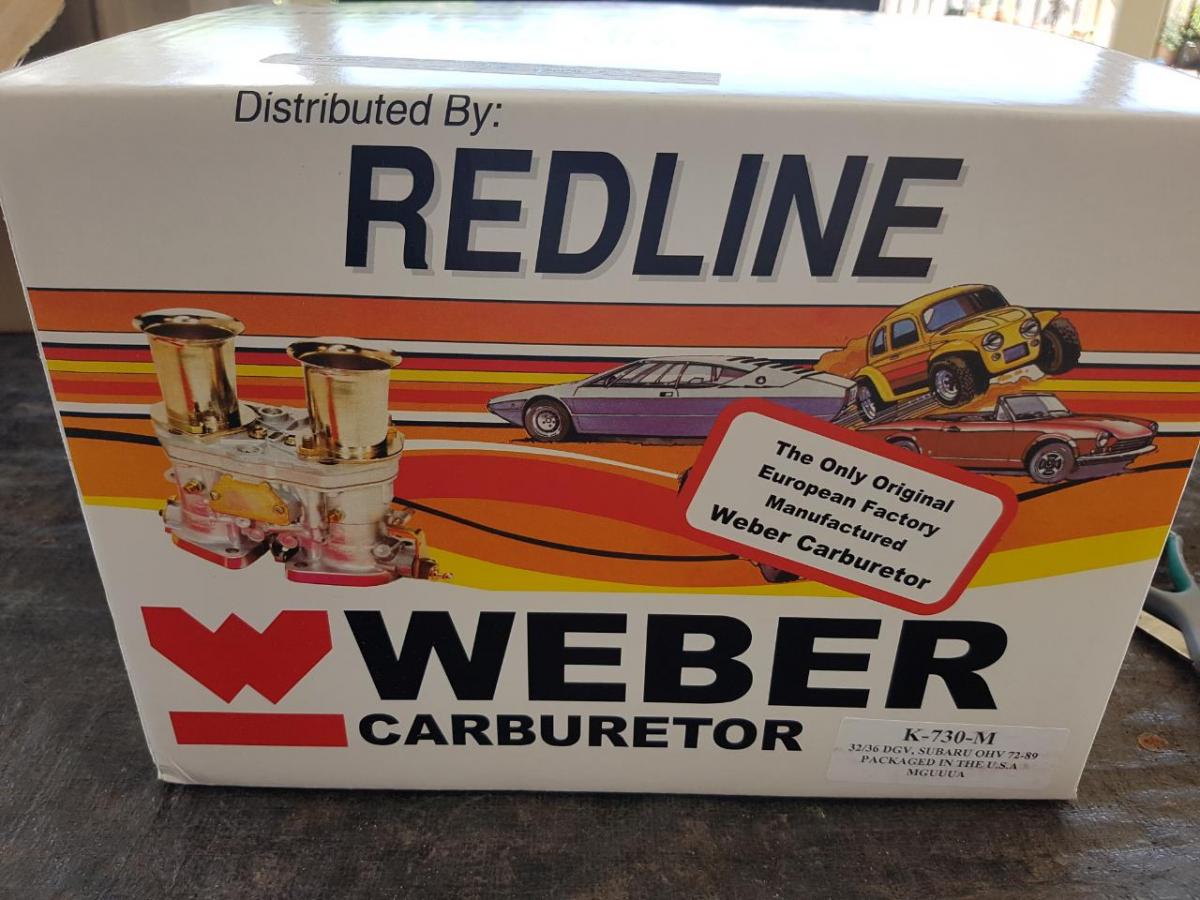 Distributed By:
REDLINE
The Only Original
European Factory
Manufactured
Weber Carburetor
WEBER
CARBURETOR
K-730-M
32/36 DGV, SUBARU OHV 72-89
PACKAGED IN THE U.S.A
MGUUUA